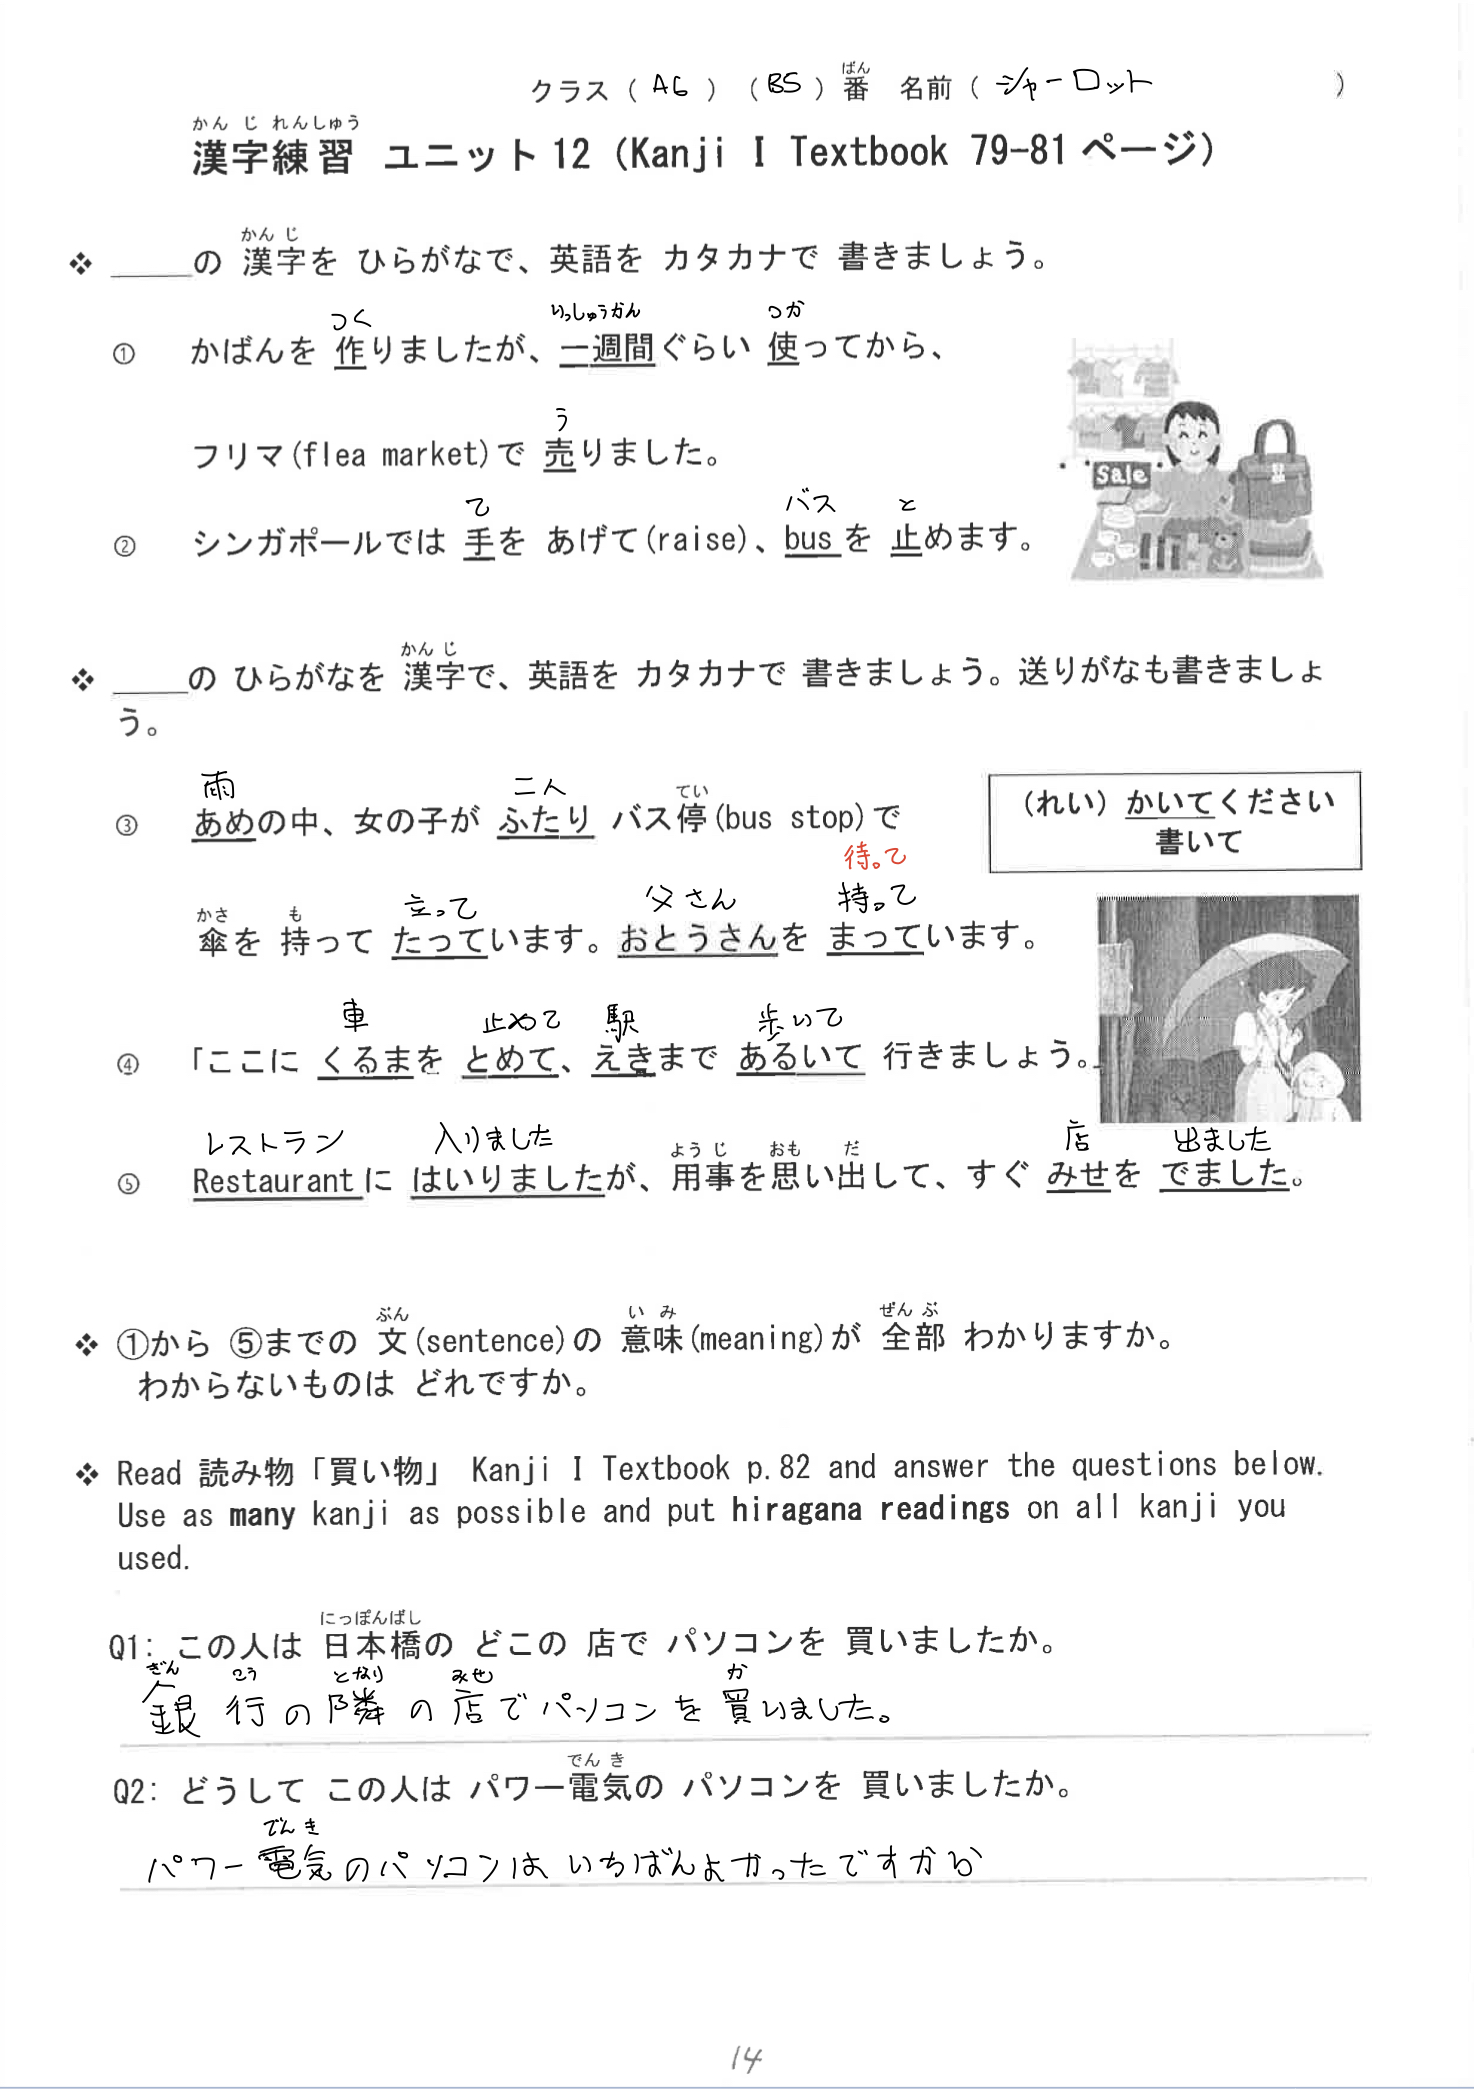 クラス（ A6 ）（ BS ）番 名前（ シャーロット ）
ばん
かん じ れんしゅう
漢字練習 ユニット 12 (Kanji I Textbook 79-81 ページ)
かん じ
❖ ＿＿＿の 漢字を ひらがなで、英語を カタカナで 書きましょう。
つく いっしゅうかん つか
① かばんを 作りましたが、一週間ぐらい 使ってから、
う
フリマ(flea market)で 売りました。
Sale
て バス と
② シンガポールでは 手を あげて(raise)、bus を 止めます。
かん じ
❖ ＿＿＿の ひらがなを 漢字で、英語を カタカナで 書きましょう。送りがなも書きましょ
う。
雨 二人 てい
③ あめの中、女の子が ふたり バス停(bus stop)で
（れい）かいてください
書いて
待って
立って 父さん 持って
かさ も
傘を 持って たっています。おとうさんを まっています。
車 止めて 駅 歩いて
④ 「ここに くるまを とめて、えきまで あるいて 行きましょう。」
レストラン 入りました よう じ おも だ 店 出ました
⑤ Restaurant に はいりましたが、用事を思い出して、すぐ みせを でました。
ぶん い み ぜん ぶ
❖ ①から ⑤までの 文(sentence)の 意味(meaning)が 全部 わかりますか。
わからないものは どれですか。
❖ Read 読み物「買い物」 Kanji I Textbook p.82 and answer the questions below.
Use as many kanji as possible and put hiragana readings on all kanji you
used.
にっぽんばし
Q1: この人は 日本橋の どこの 店で パソコンを 買いましたか。
ぎん こう となり みせ か
銀行の隣の店でパソコンを買いました。
でん き
Q2: どうして この人は パワー電気の パソコンを 買いましたか。
でんき
パワー電気のパソコンは いちばんよかったですから
14